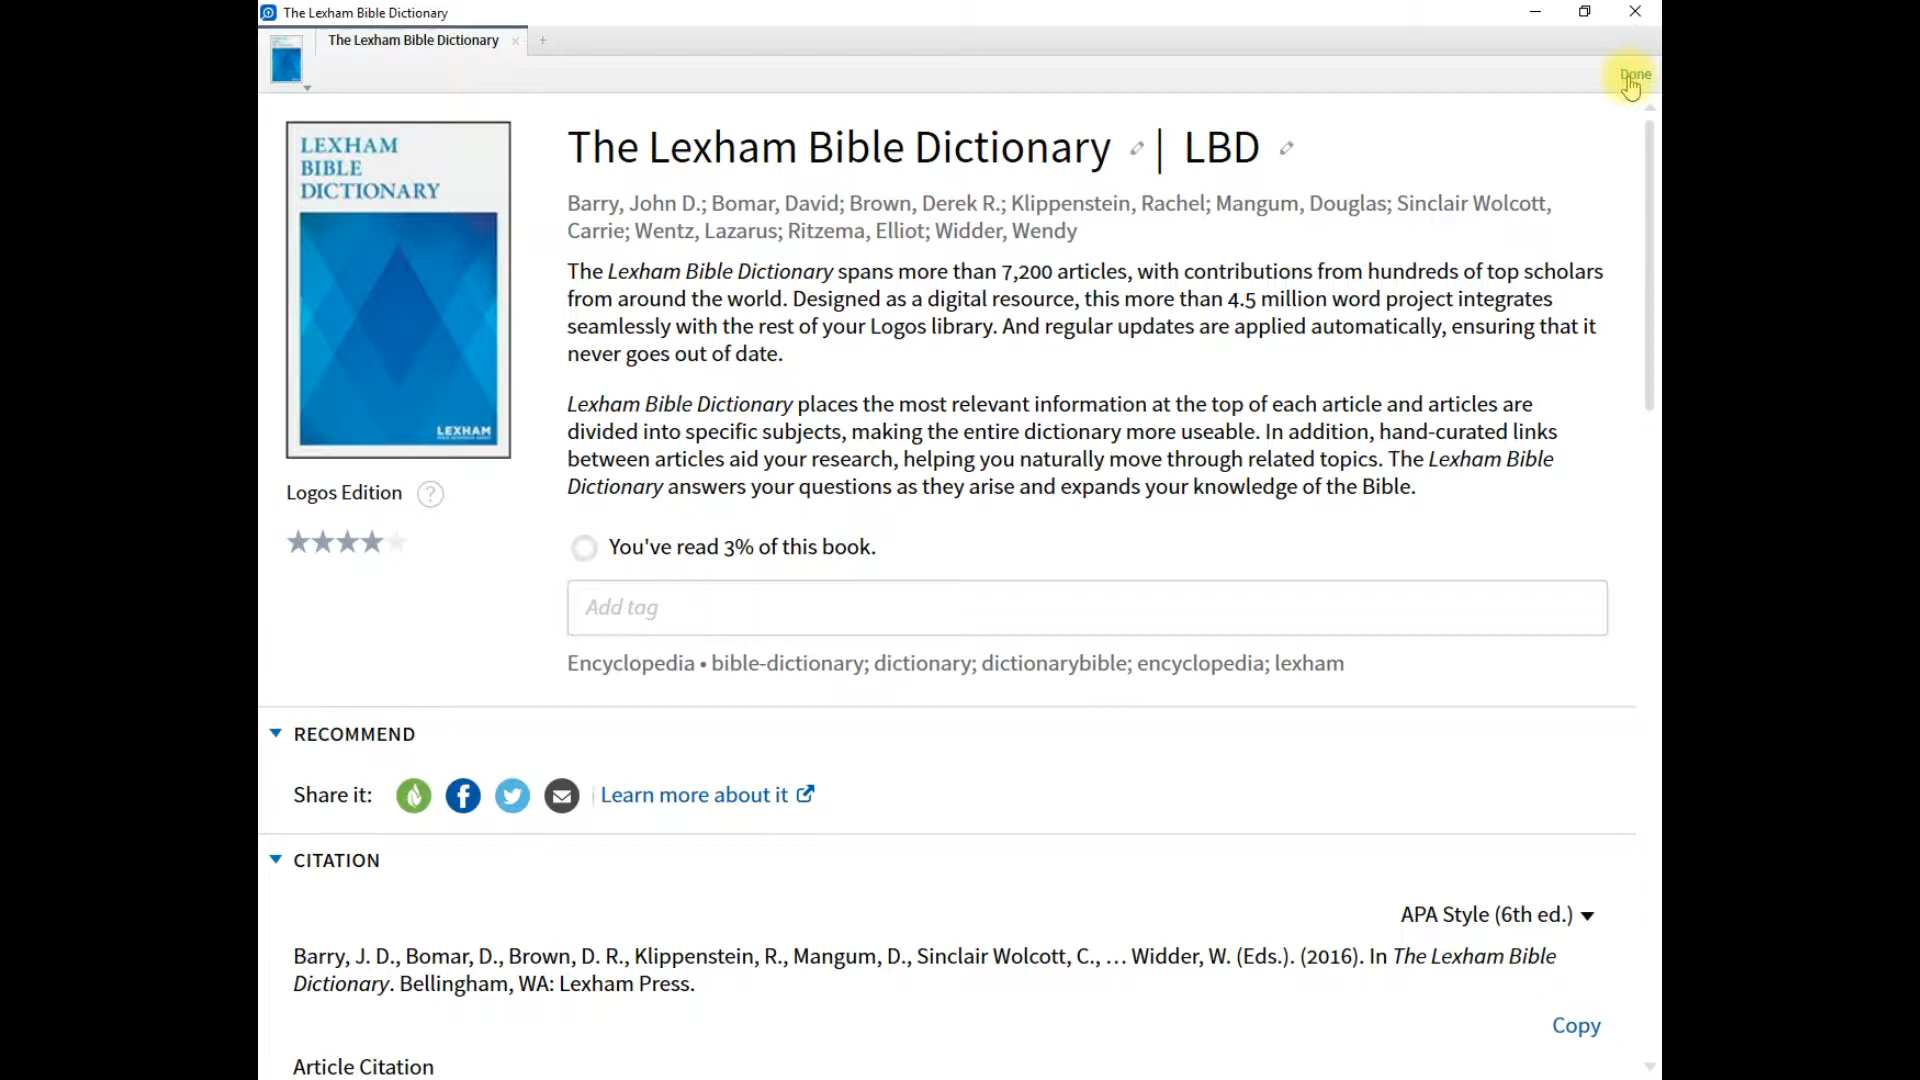 The Lexham Bible Dictionary
The Lexham Bible Dictionary
Done
LEXHAM
BIBLE
DICTIONARY
LEXHAM
The Lexham Bible Dictionary | LBD
Barry, John D.; Bomar, David; Brown, Derek R.; Klippenstein, Rachel; Mangum, Douglas; Sinclair Wolcott,
Carrie; Wentz, Lazarus; Ritzema, Elliot; Widder, Wendy
The Lexham Bible Dictionary spans more than 7,200 articles, with contributions from hundreds of top scholars
from around the world. Designed as a digital resource, this more than 4.5 million word project integrates
seamlessly with the rest of your Logos library. And regular updates are applied automatically, ensuring that it
never goes out of date.
Lexham Bible Dictionary places the most relevant information at the top of each article and articles are
divided into specific subjects, making the entire dictionary more useable. In addition, hand-curated links
between articles aid your research, helping you naturally move through related topics. The Lexham Bible
Dictionary answers your questions as they arise and expands your knowledge of the Bible.
Logos Edition ?
You've read 3% of this book.
Add tag
Encyclopedia • bible-dictionary; dictionary; dictionarybible; encyclopedia; lexham
RECOMMEND
Share it: Learn more about it
CITATION
APA Style (6th ed.)
Barry, J. D., Bomar, D., Brown, D. R., Klippenstein, R., Mangum, D., Sinclair Wolcott, C., … Widder, W. (Eds.). (2016). In The Lexham Bible
Dictionary. Bellingham, WA: Lexham Press.
Copy
Article Citation